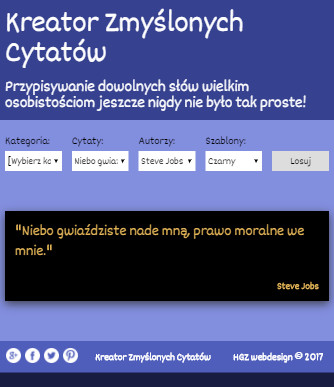 Kreator Zmyślonych
Cytatów
Przypisywanie dowolnych słów wielkim
osobistościom jeszcze nigdy nie było tak proste!
Kategoria: Cytaty: Autorzy: Szablony:
[Wybierz ka Niebo gwiaź Steve Jobs Czarny Losuj
"Niebo gwiaździste nade mną, prawo moralne we
mnie."
Steve Jobs
Kreator Zmyślonych Cytatów HGZ webdesign © 2017